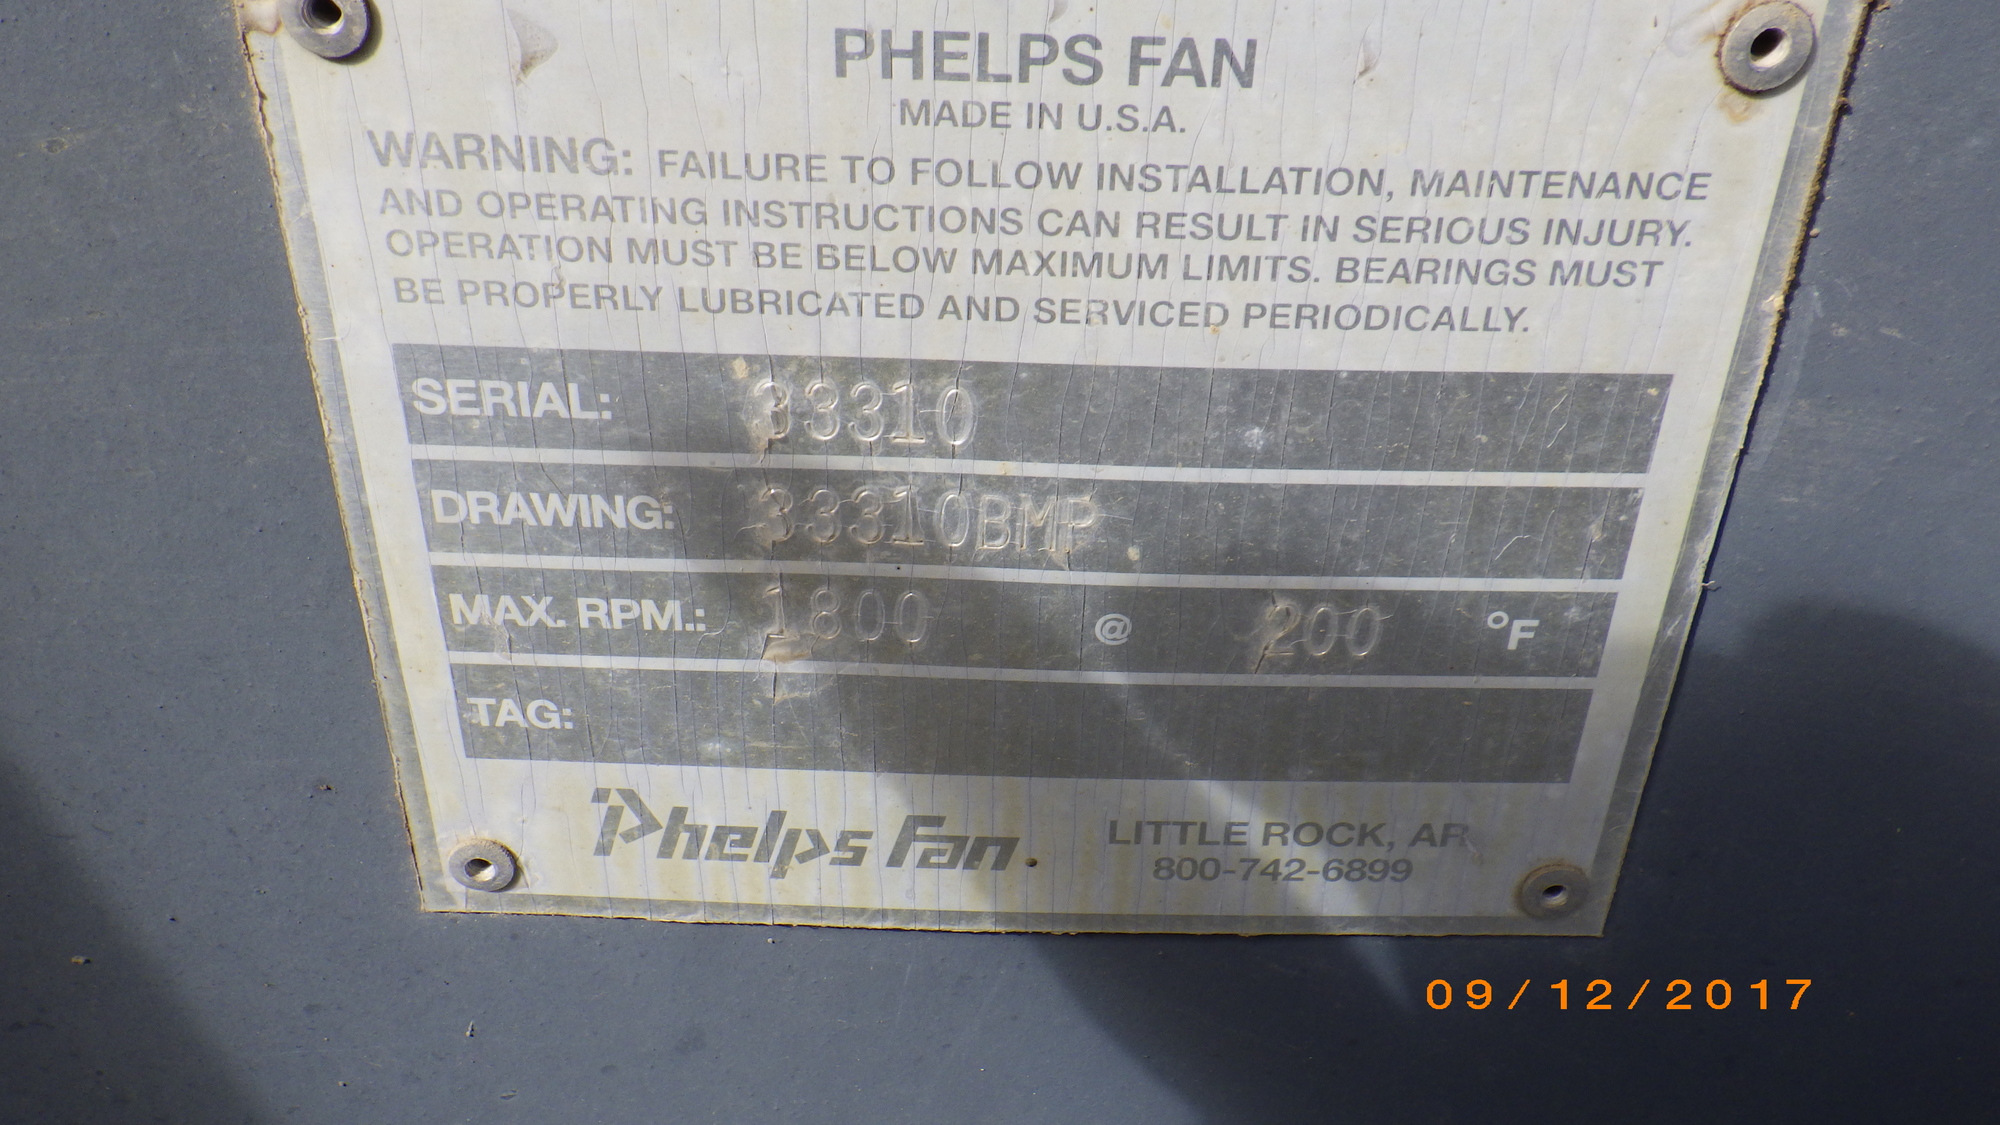 PHELPS FAN
MADE IN U.S.A.
WARNING: FAILURE TO FOLLOW INSTALLATION, MAINTENANCE
AND OPERATING INSTRUCTIONS CAN RESULT IN SERIOUS INJURY.
OPERATION MUST BE BELOW MAXIMUM LIMITS. BEARINGS MUST
BE PROPERLY LUBRICATED AND SERVICED PERIODICALLY.
SERIAL: 33310
DRAWING: 33310BMP
MAX. RPM.: 1800 @ 200 °F
TAG:
Phelps Fan
LITTLE ROCK, AR
800-742-6899
09/12/2017